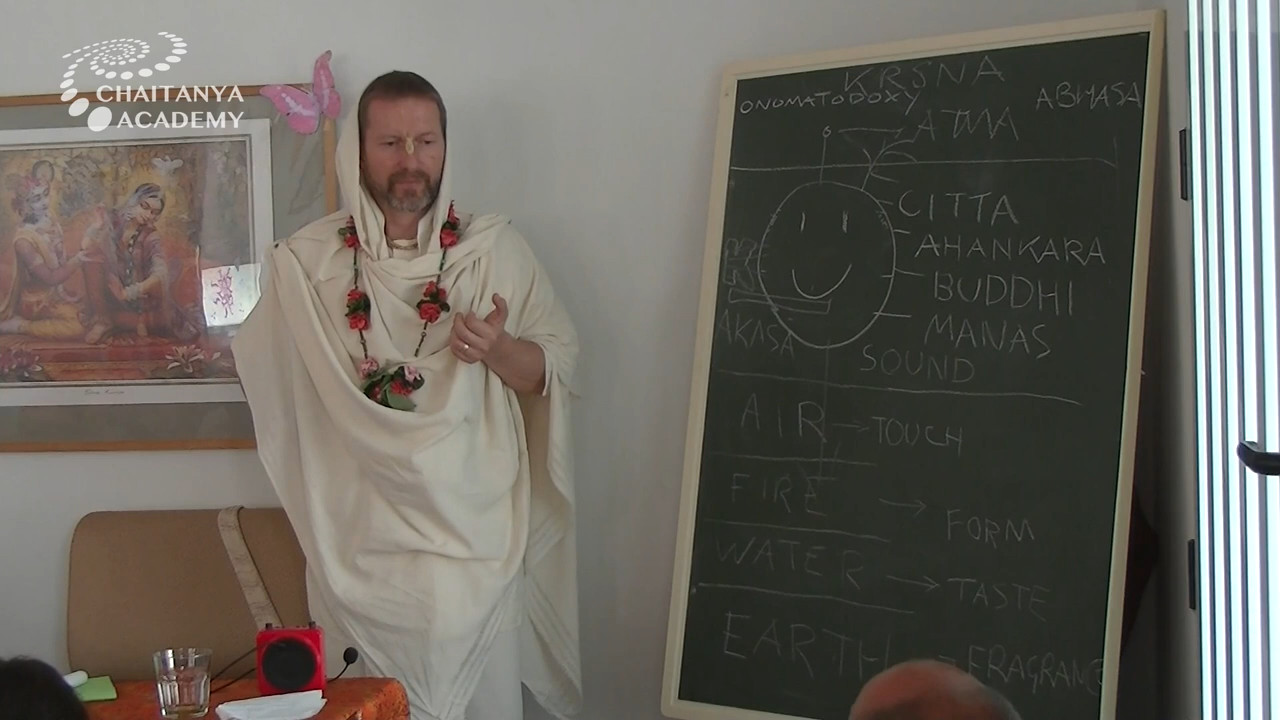 CHAITANYA
ACADEMY
KRSNA
ONOMATODOXY
ABHASA
ATMA
CITTA
AHANKARA
BUDDHI
MANAS
AKASA
SOUND
AIR → TOUCH
FIRE → FORM
WATER → TASTE
EARTH = FRAGRANC